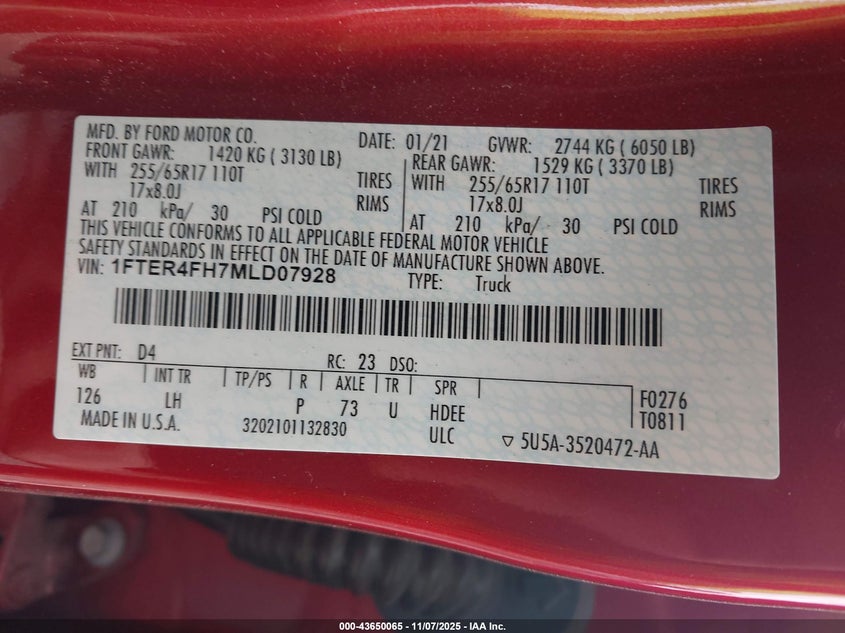 MFD. BY FORD MOTOR CO. DATE: 01/21 GVWR: 2744 KG ( 6050 LB)
FRONT GAWR: 1420 KG ( 3130 LB) REAR GAWR: 1529 KG ( 3370 LB)
WITH 255/65R17 110T TIRES WITH 255/65R17 110T TIRES
17x8.0J RIMS 17x8.0J RIMS
AT 210 kPa/ 30 PSI COLD AT 210 kPa/ 30 PSI COLD
THIS VEHICLE CONFORMS TO ALL APPLICABLE FEDERAL MOTOR VEHICLE
SAFETY STANDARDS IN EFFECT ON THE DATE OF MANUFACTURE SHOWN ABOVE.
VIN: 1FTER4FH7MLD07928 TYPE: Truck
EXT PNT: D4 RC: 23 DSO:
WB INT TR TP/PS R AXLE TR SPR F0276
126 LH P 73 U HDEE T0811
MADE IN U.S.A. 3202101132830 ULC ▽ 5U5A-3520472-AA
000-43650065 - 11/07/2025 - IAA Inc.